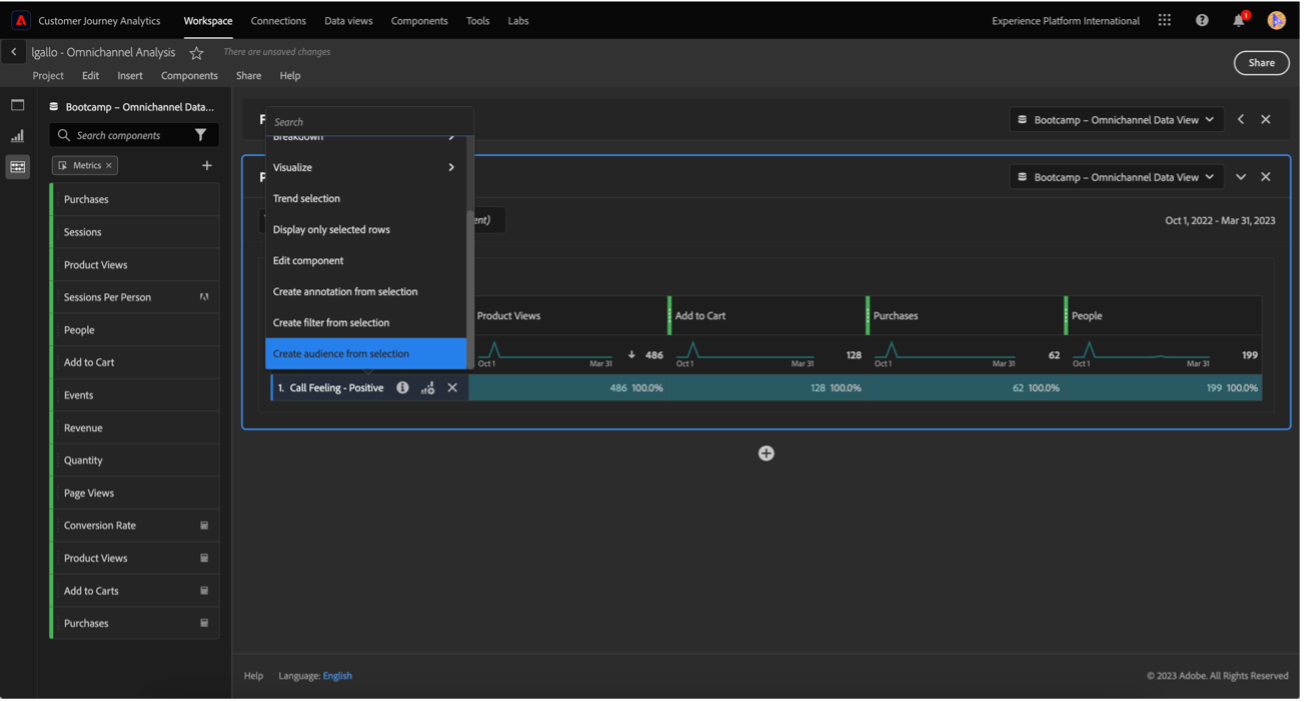 Customer Journey Analytics Workspace Connections Data views Components Tools Labs Experience Platform International 1
lgallo - Omnichannel Analysis There are unsaved changes
Share
Project Edit Insert Components Share Help
Bootcamp – Omnichannel Data...
Search components
Metrics
Purchases
Sessions
Product Views
Sessions Per Person
People
Add to Cart
Events
Revenue
Quantity
Page Views
Conversion Rate
Product Views
Add to Carts
Purchases
F
Bootcamp – Omnichannel Data View
Search
Breakdown
Visualize
Trend selection
Display only selected rows
Edit component
Create annotation from selection
Create filter from selection
Create audience from selection
Bootcamp – Omnichannel Data View
ent)
Oct 1, 2022 - Mar 31, 2023
Product Views Add to Cart Purchases People
Oct 1 Mar 31 486 Oct 1 Mar 31 128 Oct 1 Mar 31 62 Oct 1 Mar 31 199
1. Call Feeling - Positive 486 100.0% 128 100.0% 62 100.0% 199 100.0%
Help Language: English © 2023 Adobe. All Rights Reserved